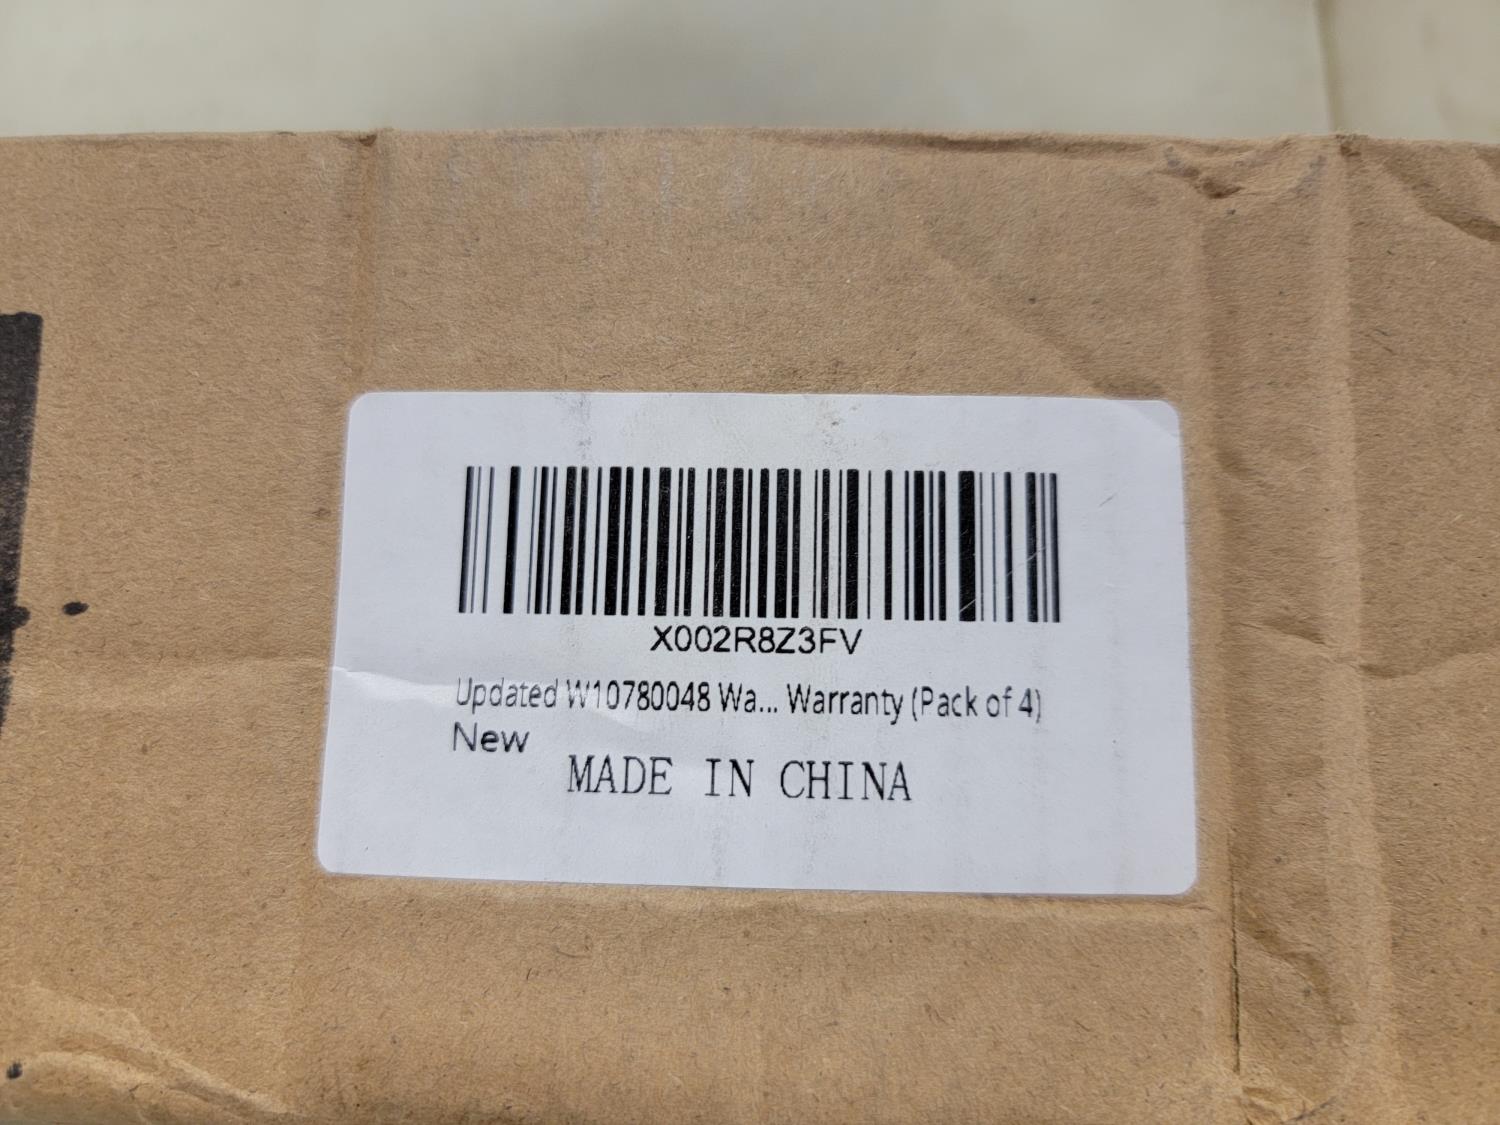 X002R8Z3FV
Updated W10780048 Wa... Warranty (Pack of 4)
New
MADE IN CHINA